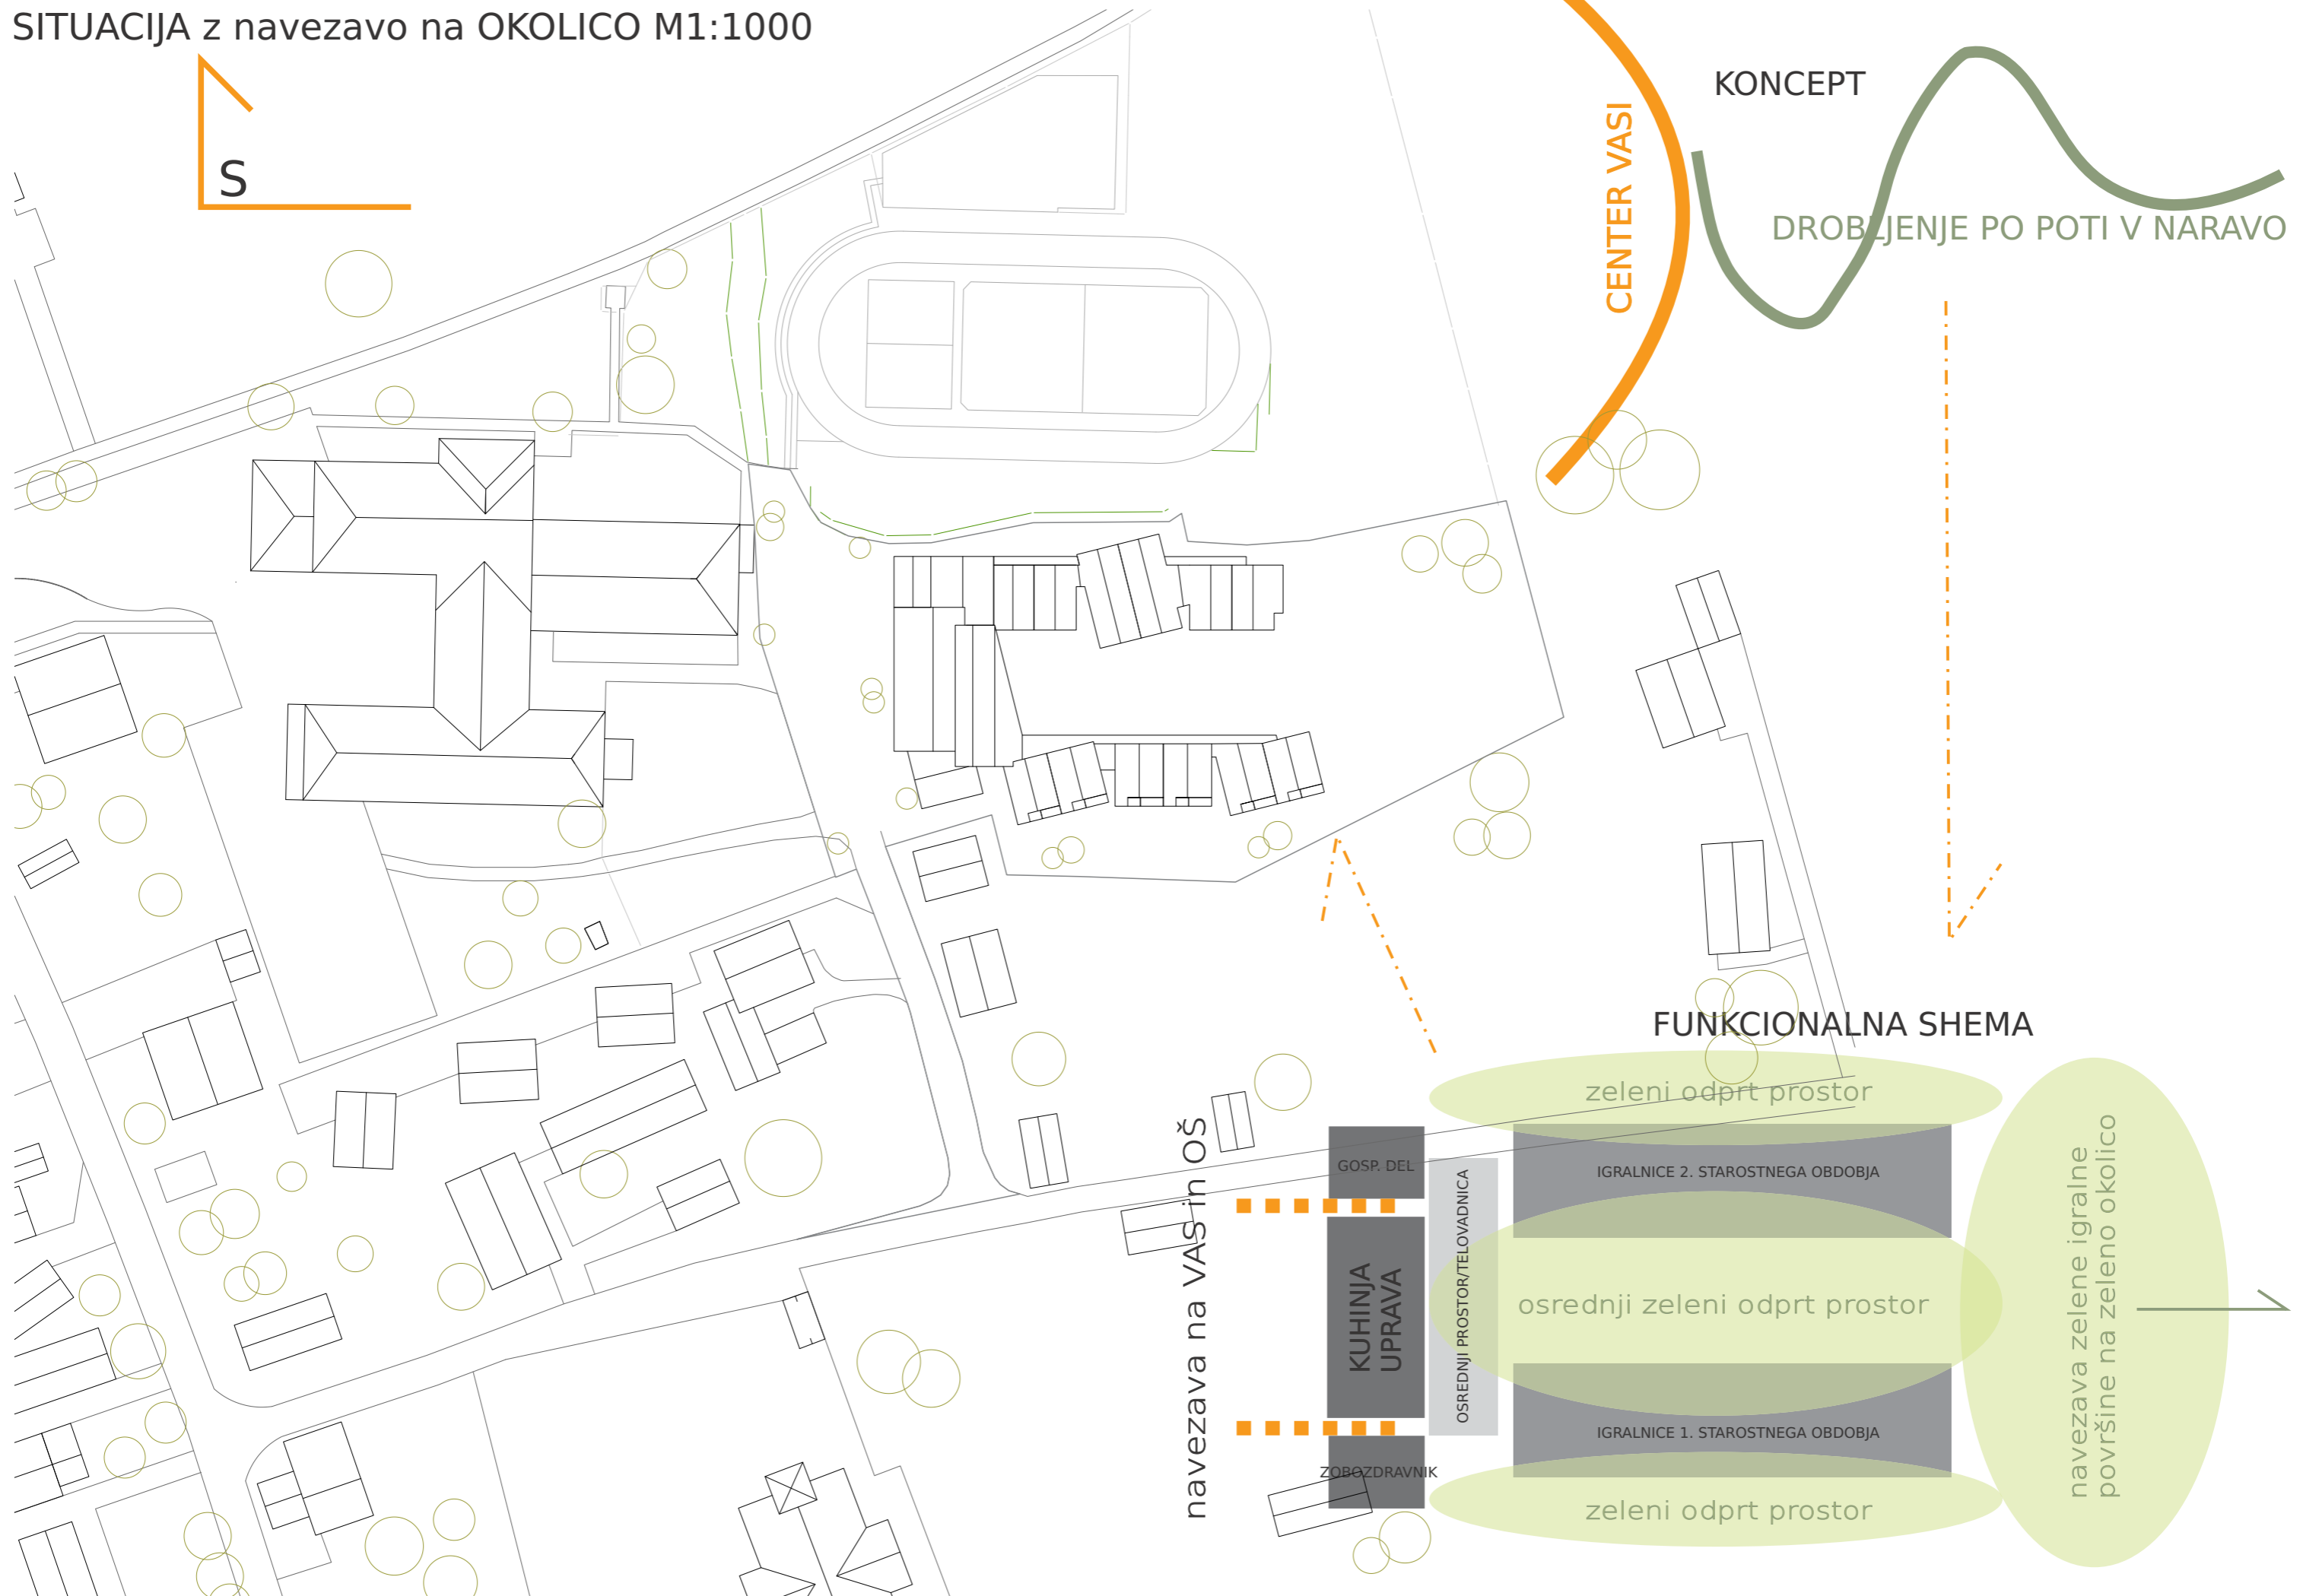 SITUACIJA z navezavo na OKOLICO M1:1000
S
KONCEPT
CENTER VASI
DROBLJENJE PO POTI V NARAVO
FUNKCIONALNA SHEMA
zeleni odprt prostor
navezava na VAS in OŠ
GOSP. DEL
IGRALNICE 2. STAROSTNEGA OBDOBJA
KUHINJA
UPRAVA
OSREDNJI PROSTOR/TELOVADNICA
osrednji zeleni odprt prostor
navezava zelene igralne
površine na zeleno okolico
IGRALNICE 1. STAROSTNEGA OBDOBJA
ZOBOZDRAVNIK
zeleni odprt prostor